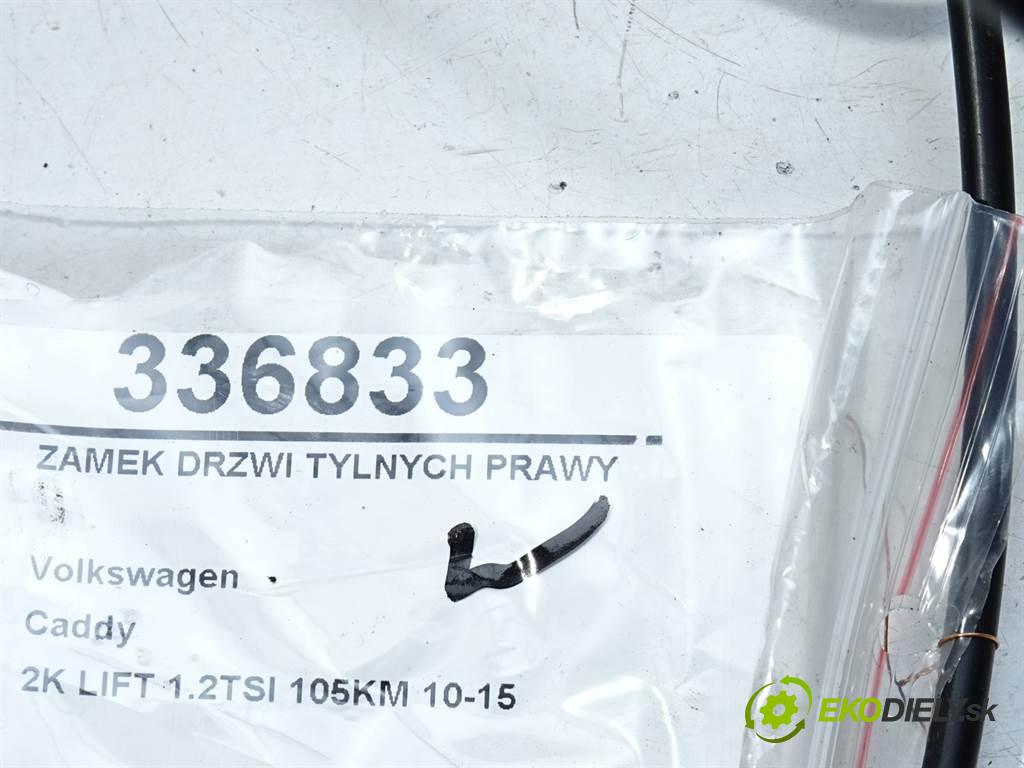 336833
ZAMEK DRZWI TYLNYCH PRAWY
Volkswagen
Caddy
2K LIFT 1.2TSI 105KM 10-15
EKODIELY.sk